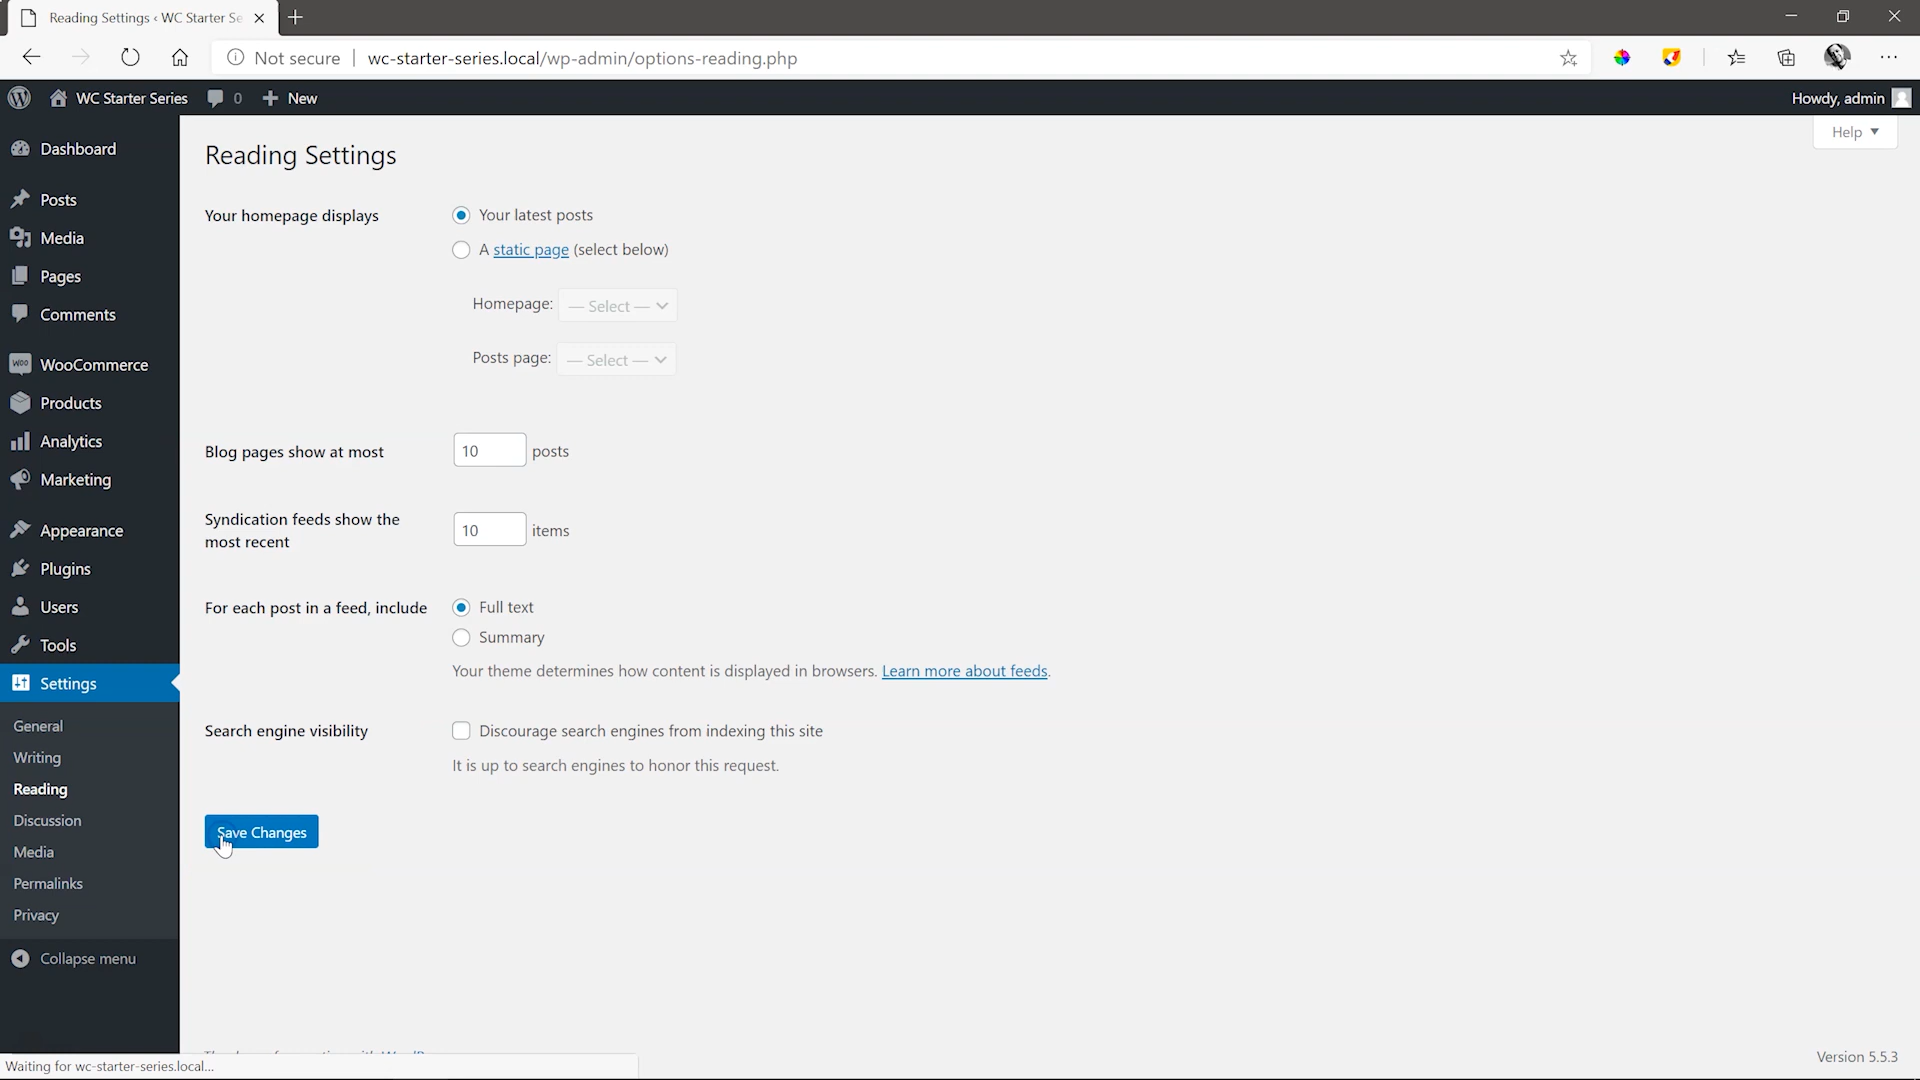 Reading Settings ‹ WC Starter Se
Not secure
wc-starter-series.local/wp-admin/options-reading.php
WC Starter Series
0
New
Howdy, admin
Help
Dashboard
Posts
Media
Pages
Comments
WooCommerce
Products
Analytics
Marketing
Appearance
Plugins
Users
Tools
Settings
General
Writing
Reading
Discussion
Media
Permalinks
Privacy
Collapse menu
Reading Settings
Your homepage displays
Your latest posts
A static page (select below)
Homepage: — Select —
Posts page: — Select —
Blog pages show at most
10 posts
Syndication feeds show the
most recent
10 items
For each post in a feed, include
Full text
Summary
Your theme determines how content is displayed in browsers. Learn more about feeds.
Search engine visibility
Discourage search engines from indexing this site
It is up to search engines to honor this request.
Save Changes
Version 5.5.3
Waiting for wc-starter-series.local...